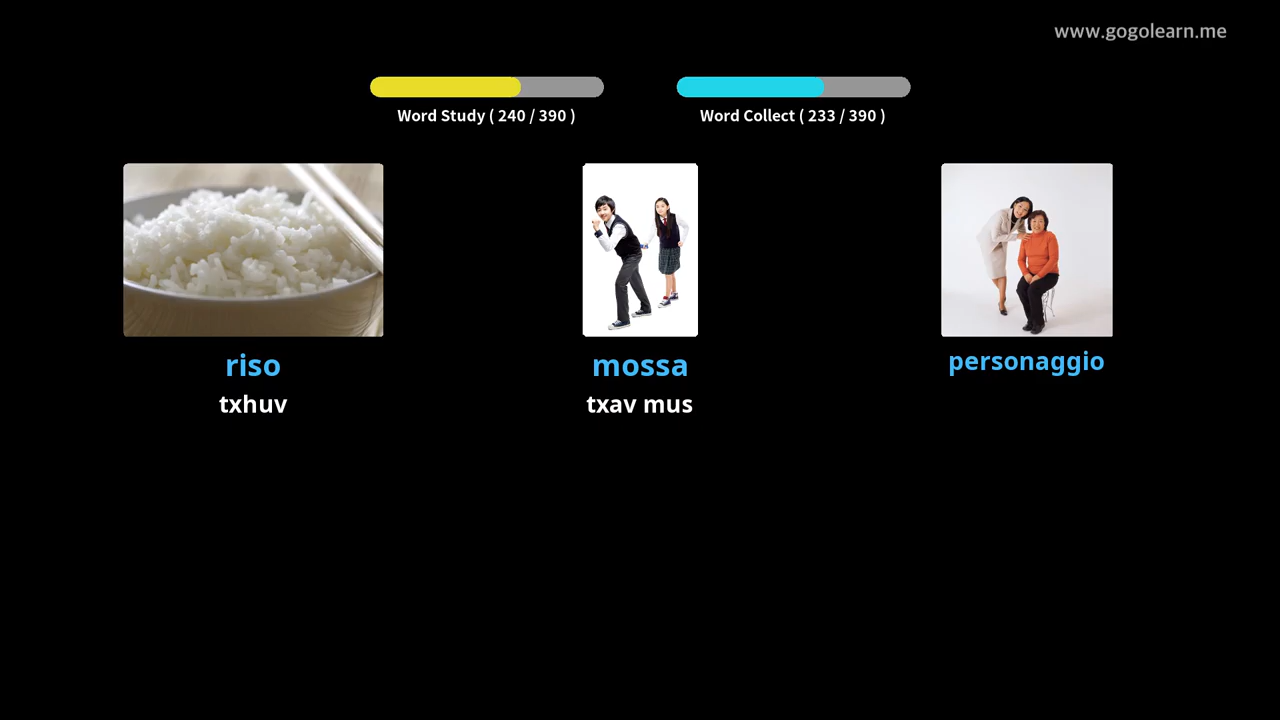 www.gogolearn.me
Word Study ( 240 / 390 )
Word Collect ( 233 / 390 )
riso
mossa
personaggio
txhuv
txav mus